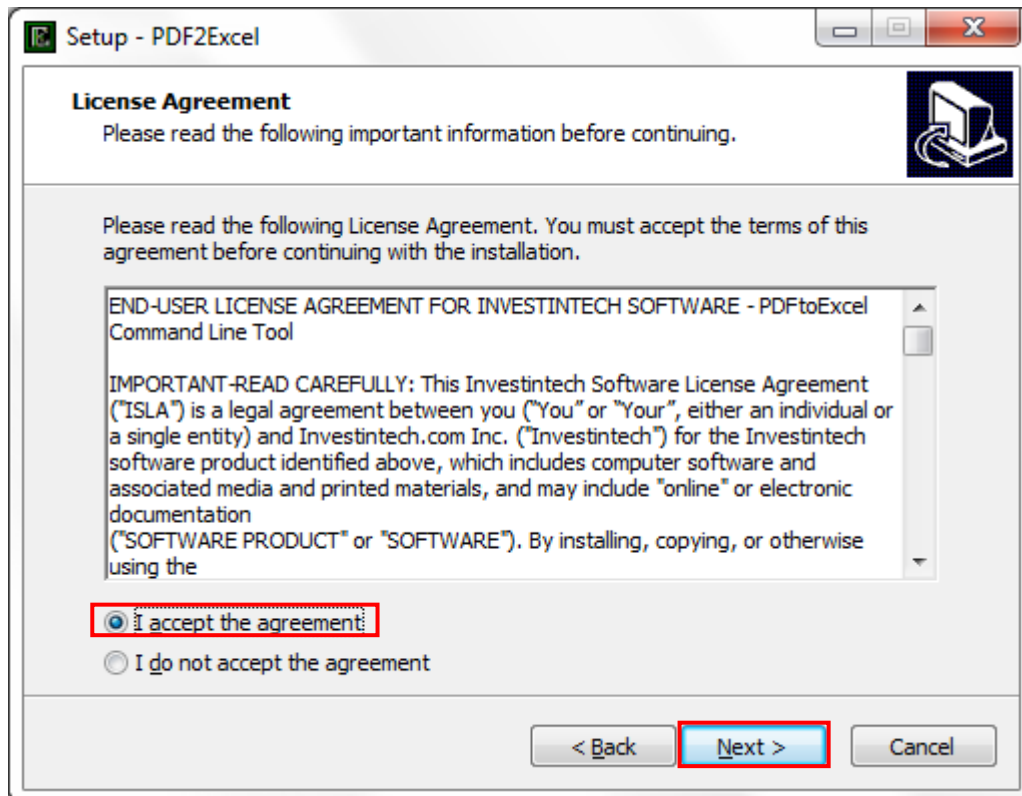 Setup - PDF2Excel
License Agreement
Please read the following important information before continuing.
Please read the following License Agreement. You must accept the terms of this
agreement before continuing with the installation.
END-USER LICENSE AGREEMENT FOR INVESTINTECH SOFTWARE - PDFtoExcel
Command Line Tool
IMPORTANT-READ CAREFULLY: This Investintech Software License Agreement
("ISLA") is a legal agreement between you (“You” or “Your”, either an individual or
a single entity) and Investintech.com Inc. ("Investintech") for the Investintech
software product identified above, which includes computer software and
associated media and printed materials, and may include "online" or electronic
documentation
("SOFTWARE PRODUCT" or "SOFTWARE"). By installing, copying, or otherwise
using the
I accept the agreement
I do not accept the agreement
< Back Next > Cancel